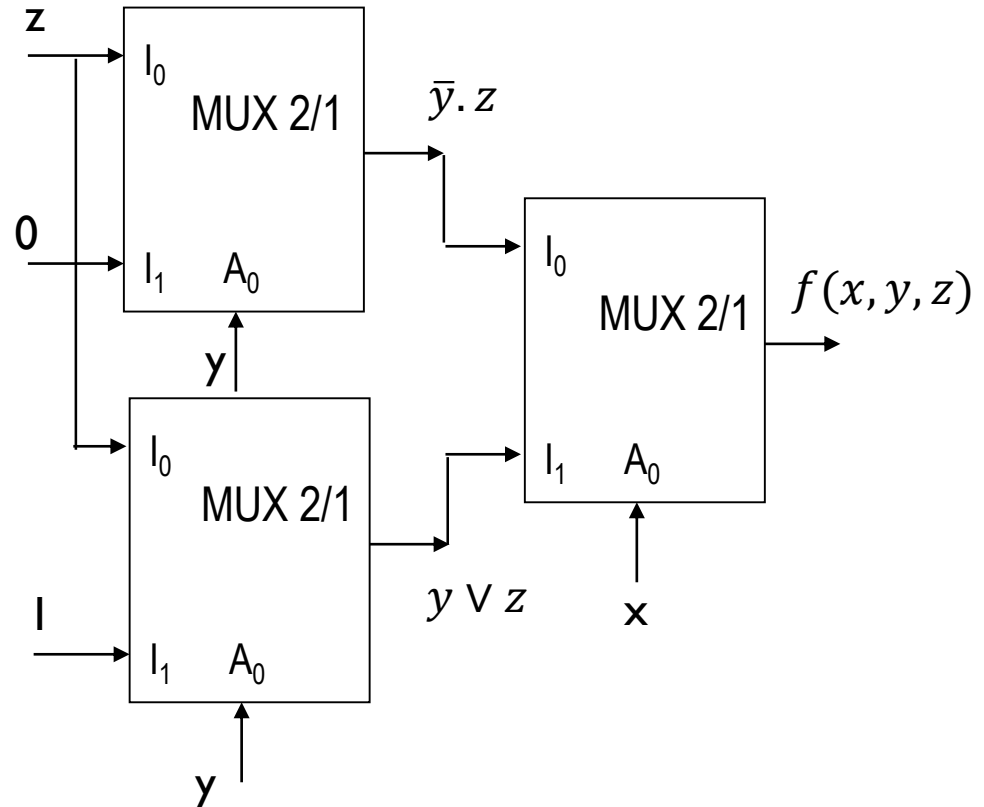 z
I₀
MUX 2/1
0
I₁ A₀
y
ȳ. z
I₀
MUX 2/1
I
I₁ A₀
y
y ∨ z
I₀
MUX 2/1
I₁ A₀
x
f(x, y, z)